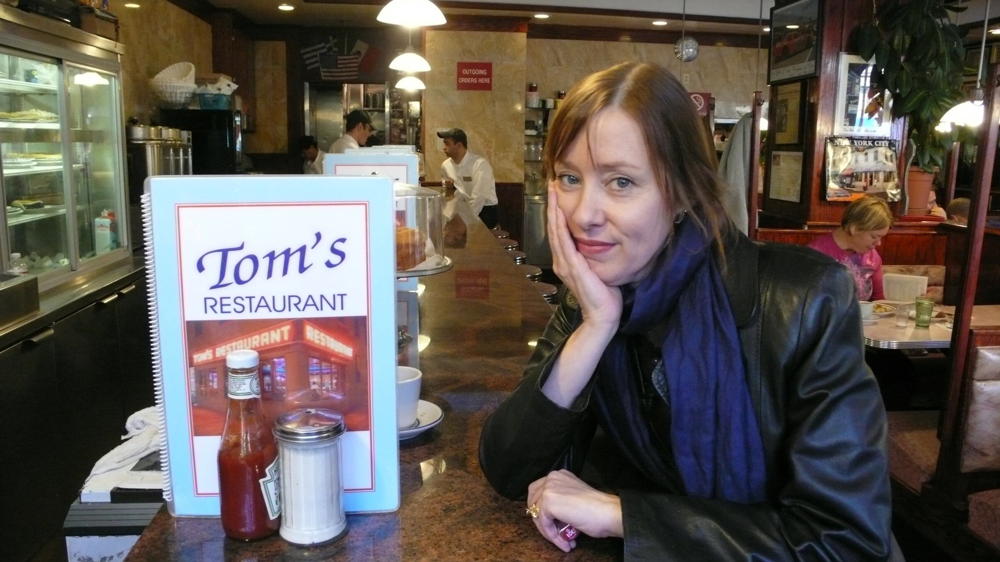 OUTGOING
ORDERS HERE
NEW YORK CITY
Tom's
RESTAURANT
TOM'S RESTAURANT
RESTAURANT